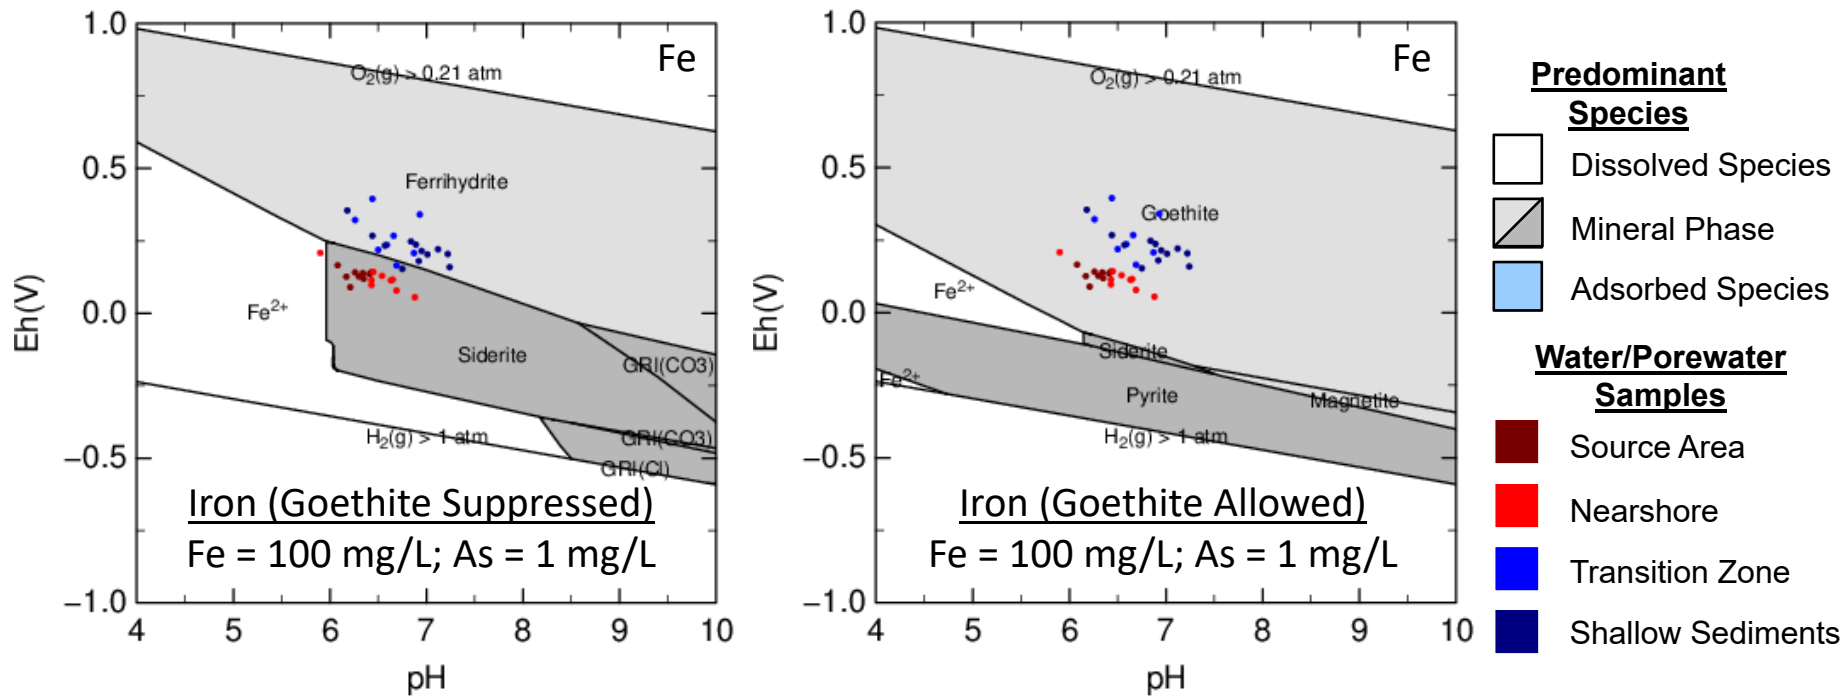 1.0
0.5
0.0
−0.5
−1.0
Eh(V)
Fe
O₂(g) > 0.21 atm
Ferrihydrite
Fe²⁺
Siderite
GRI(CO3)
GRI(CO3)
H₂(g) > 1 atm
GRI(Cl)
Iron (Goethite Suppressed)
Fe = 100 mg/L; As = 1 mg/L
4 5 6 7 8 9 10
pH
1.0
0.5
0.0
−0.5
−1.0
Eh(V)
Fe
O₂(g) > 0.21 atm
Goethite
Fe²⁺
Siderite
Fe²⁺
Pyrite
Magnetite
H₂(g) > 1 atm
Iron (Goethite Allowed)
Fe = 100 mg/L; As = 1 mg/L
4 5 6 7 8 9 10
pH
Predominant
Species
Dissolved Species
Mineral Phase
Adsorbed Species
Water/Porewater
Samples
Source Area
Nearshore
Transition Zone
Shallow Sediments